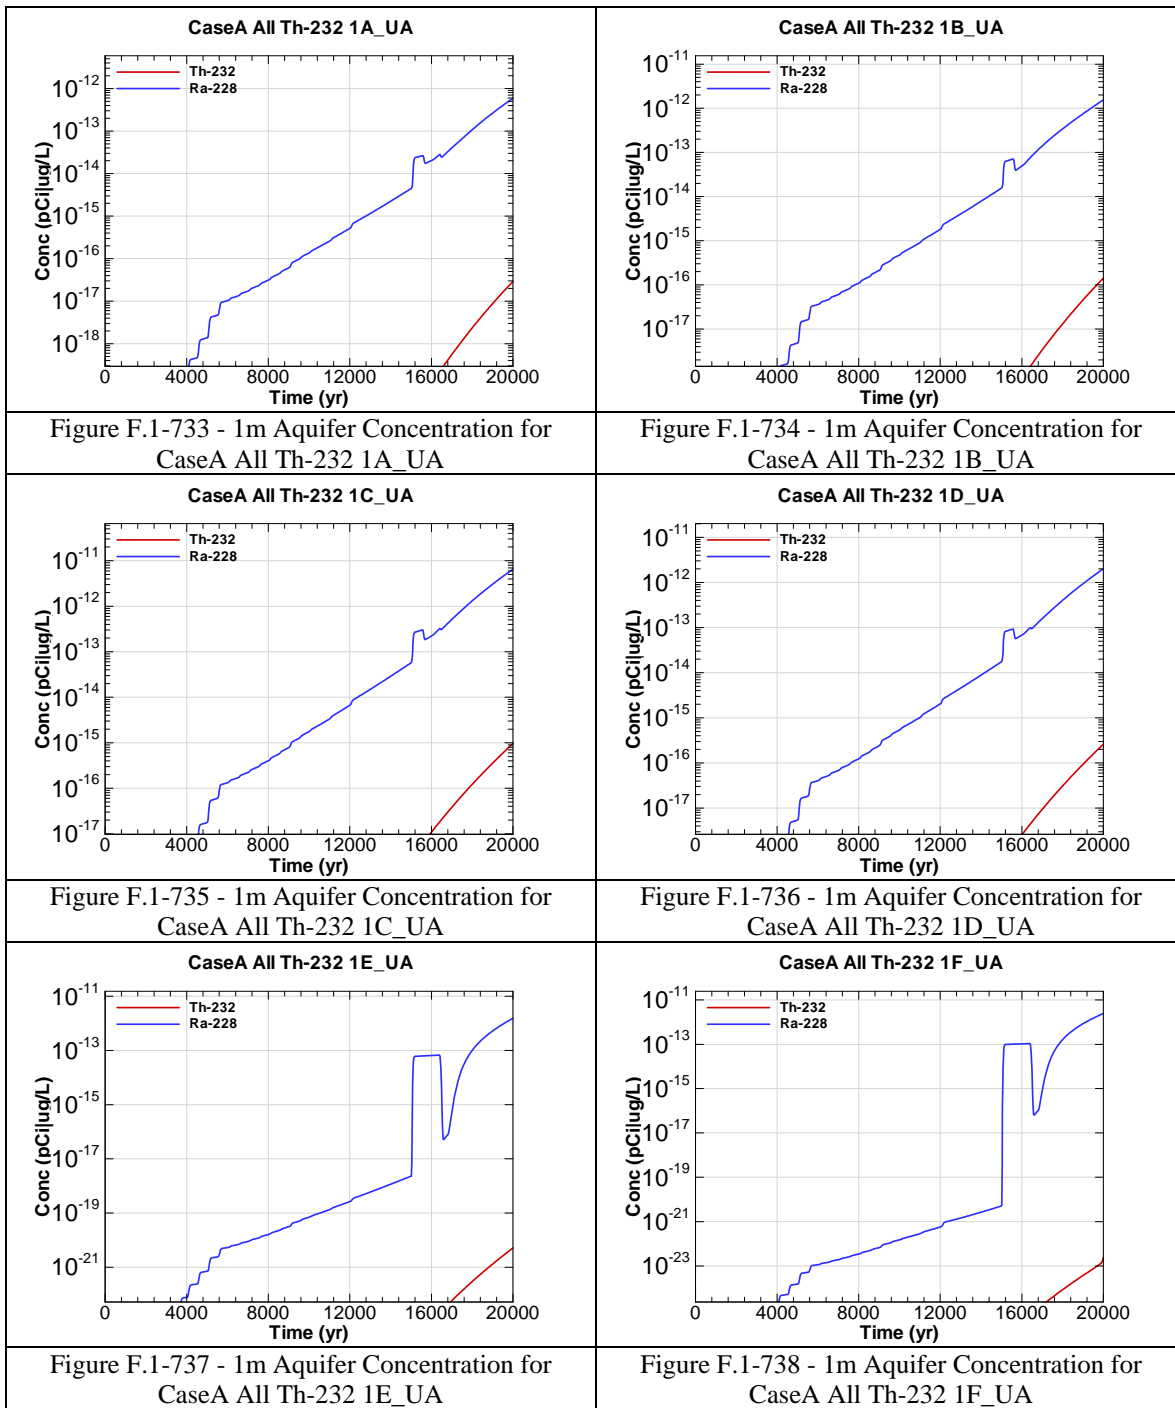 CaseA All Th-232 1A_UA
Th-232
Ra-228
10-12
10-13
10-14
10-15
10-16
10-17
10-18
Conc (pCi|ug/L)
0 4000 8000 12000 16000 20000
Time (yr)
Figure F.1-733 - 1m Aquifer Concentration for
CaseA All Th-232 1A_UA
CaseA All Th-232 1B_UA
Th-232
Ra-228
10-11
10-12
10-13
10-14
10-15
10-16
10-17
Conc (pCi|ug/L)
0 4000 8000 12000 16000 20000
Time (yr)
Figure F.1-734 - 1m Aquifer Concentration for
CaseA All Th-232 1B_UA
CaseA All Th-232 1C_UA
Th-232
Ra-228
10-11
10-12
10-13
10-14
10-15
10-16
10-17
Conc (pCi|ug/L)
0 4000 8000 12000 16000 20000
Time (yr)
Figure F.1-735 - 1m Aquifer Concentration for
CaseA All Th-232 1C_UA
CaseA All Th-232 1D_UA
Th-232
Ra-228
10-11
10-12
10-13
10-14
10-15
10-16
10-17
Conc (pCi|ug/L)
0 4000 8000 12000 16000 20000
Time (yr)
Figure F.1-736 - 1m Aquifer Concentration for
CaseA All Th-232 1D_UA
CaseA All Th-232 1E_UA
Th-232
Ra-228
10-11
10-13
10-15
10-17
10-19
10-21
Conc (pCi|ug/L)
0 4000 8000 12000 16000 20000
Time (yr)
Figure F.1-737 - 1m Aquifer Concentration for
CaseA All Th-232 1E_UA
CaseA All Th-232 1F_UA
Th-232
Ra-228
10-11
10-13
10-15
10-17
10-19
10-21
10-23
Conc (pCi|ug/L)
0 4000 8000 12000 16000 20000
Time (yr)
Figure F.1-738 - 1m Aquifer Concentration for
CaseA All Th-232 1F_UA